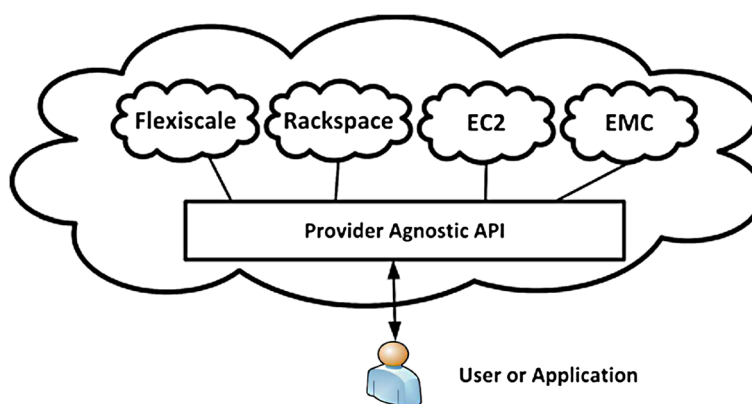 Flexiscale
Rackspace
EC2
EMC
Provider Agnostic API
User or Application